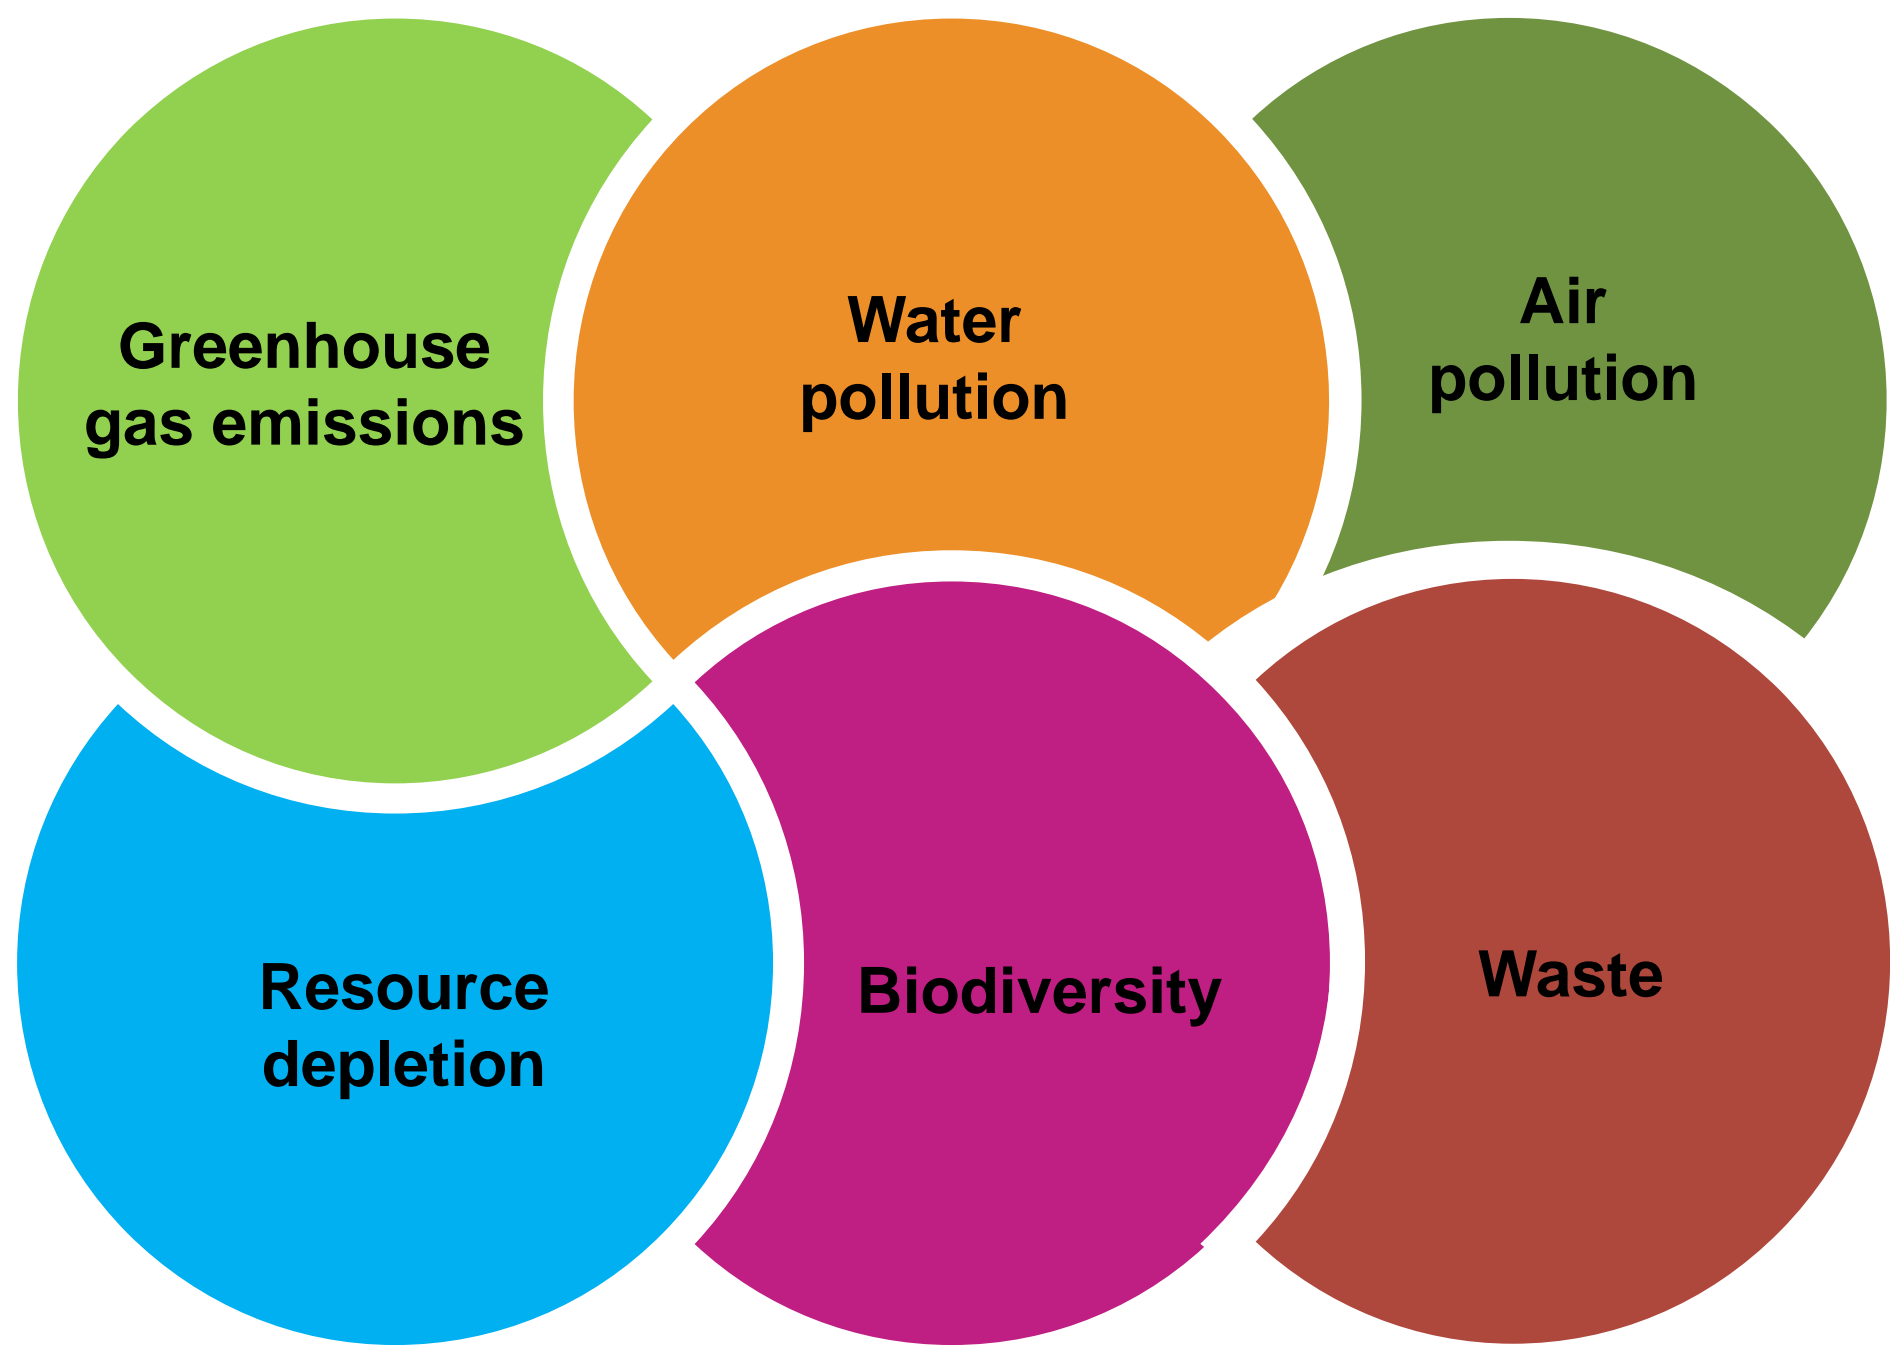 Greenhouse
gas emissions
Water
pollution
Air
pollution
Resource
depletion
Biodiversity
Waste